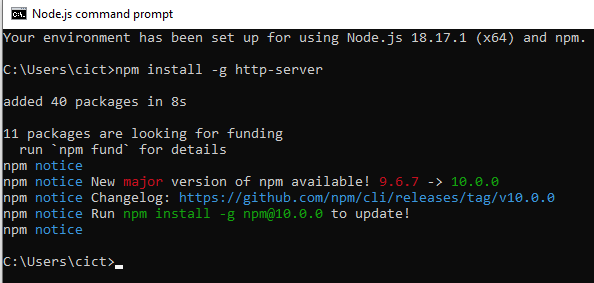 Node.js command prompt
Your environment has been set up for using Node.js 18.17.1 (x64) and npm.
C:\Users\cict>npm install -g http-server
added 40 packages in 8s
11 packages are looking for funding
run `npm fund` for details
npm notice
npm notice New major version of npm available! 9.6.7 -> 10.0.0
npm notice Changelog: https://github.com/npm/cli/releases/tag/v10.0.0
npm notice Run npm install -g npm@10.0.0 to update!
npm notice
C:\Users\cict>